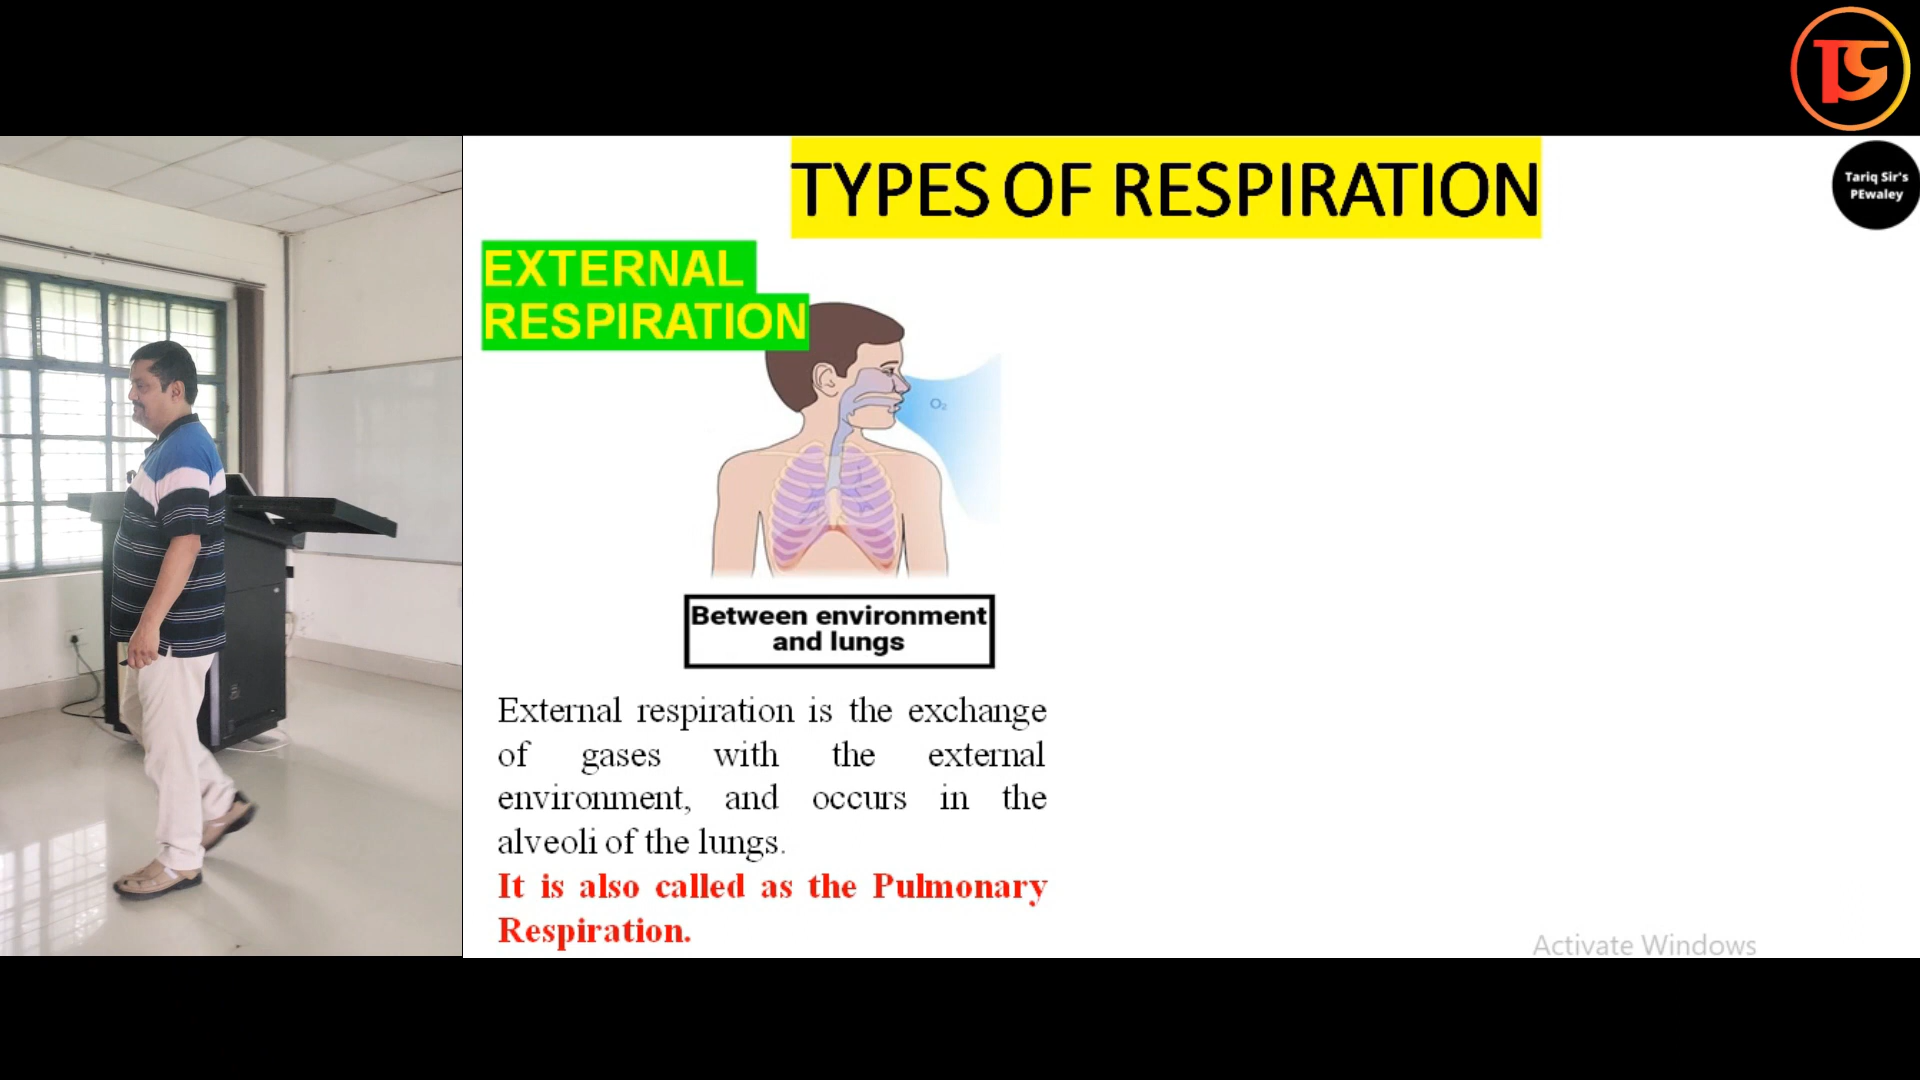 TS
Tariq Sir's
PEwaley
TYPES OF RESPIRATION
EXTERNAL
RESPIRATION
O₂
Between environment
and lungs
External respiration is the exchange
of gases with the external
environment, and occurs in the
alveoli of the lungs.
It is also called as the Pulmonary
Respiration.
Activate Windows